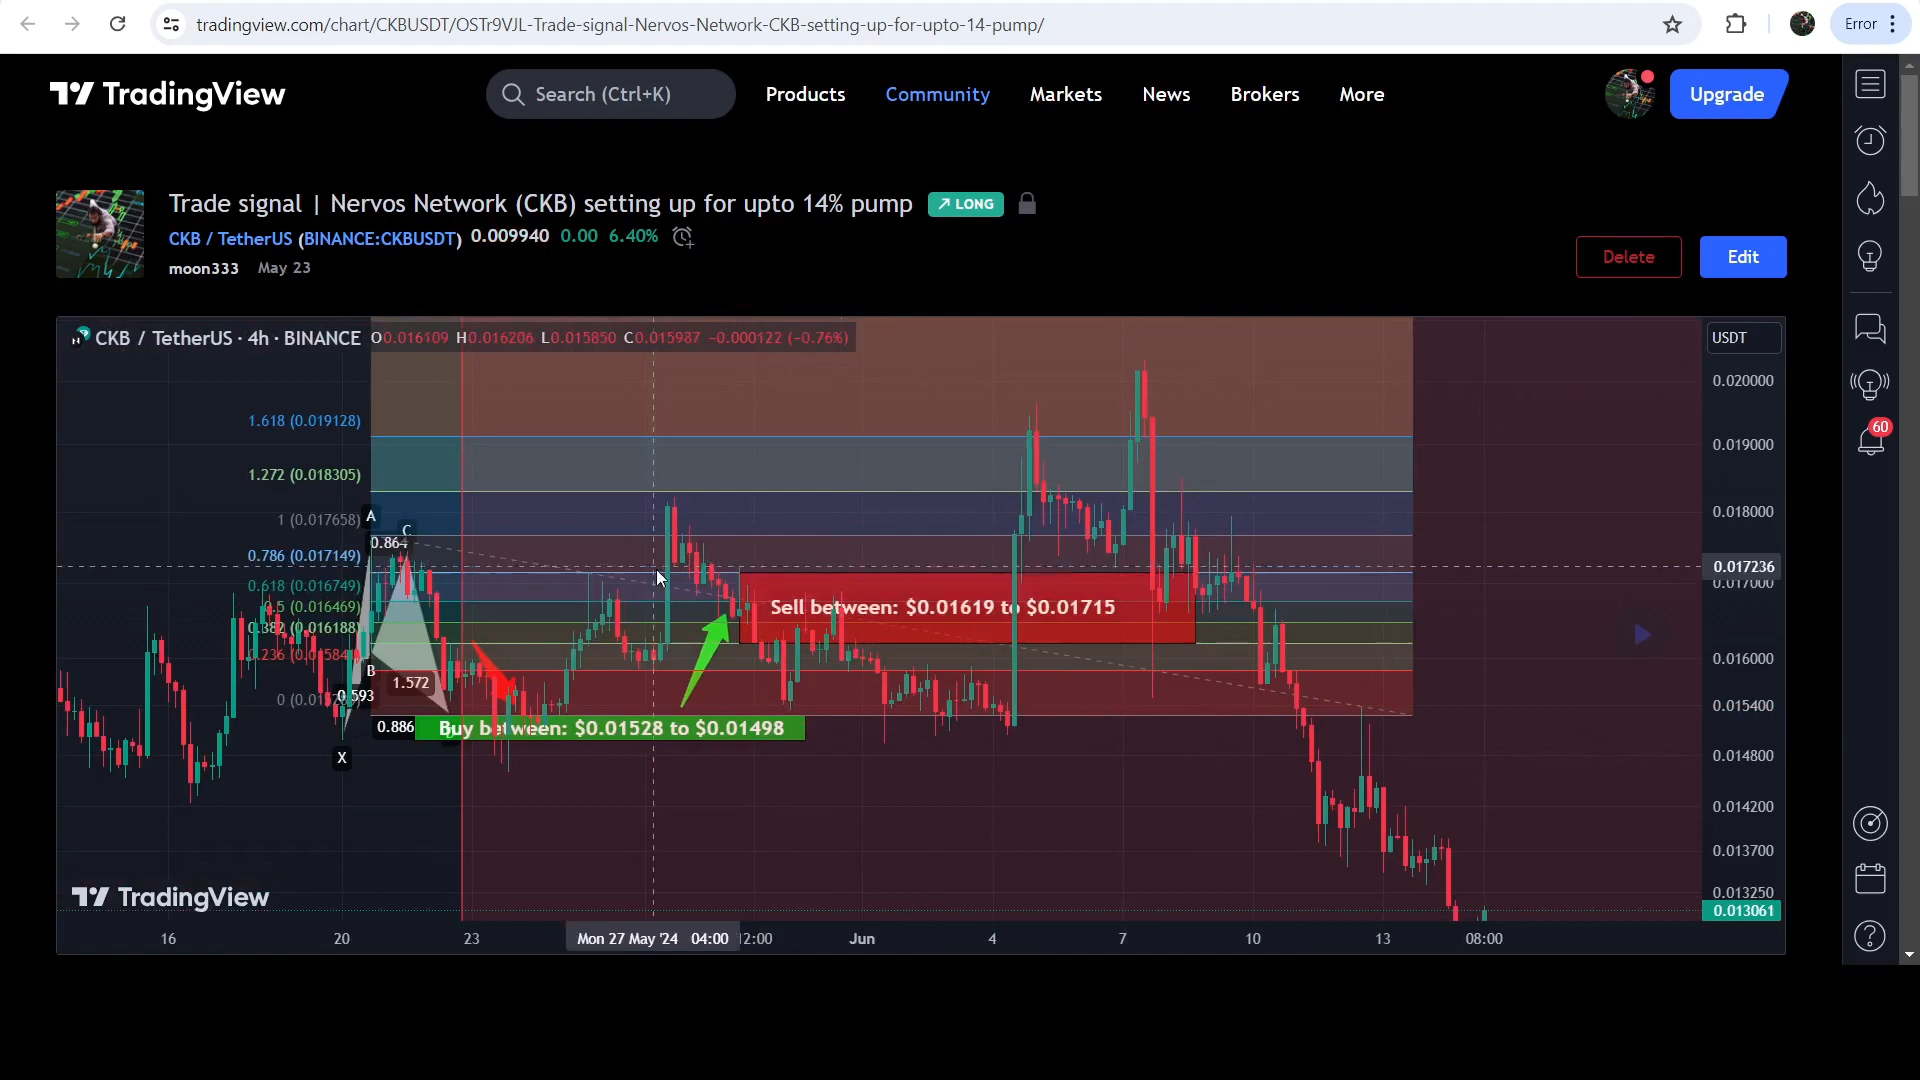 tradingview.com/chart/CKBUSDT/OSTr9VJL-Trade-signal-Nervos-Network-CKB-setting-up-for-upto-14-pump/
Error
TradingView
Search (Ctrl+K)
Products
Community
Markets
News
Brokers
More
Upgrade
Trade signal | Nervos Network (CKB) setting up for upto 14% pump
LONG
CKB / TetherUS (BINANCE:CKBUSDT) 0.009940 0.00 6.40%
moon333 May 23
Delete
Edit
CKB / TetherUS · 4h · BINANCE O0.016109 H0.016206 L0.015850 C0.015987 −0.000122 (−0.76%)
USDT
0.020000
1.618 (0.019128)
0.019000
1.272 (0.018305)
60
0.018000
1 (0.017658)
A
C
0.864
0.786 (0.017149)
0.017236
0.017000
0.618 (0.016749)
0.5 (0.016469)
Sell between: $0.01619 to $0.01715
0.382 (0.016188)
0.236
0.016000
B
1.572
0.593
0
0.015400
0.886
Buy between: $0.01528 to $0.01498
X
0.014800
0.014200
0.013700
0.013250
TradingView
0.013061
16
20
23
Mon 27 May '24 04:00
12:00
Jun
4
7
10
13
08:00